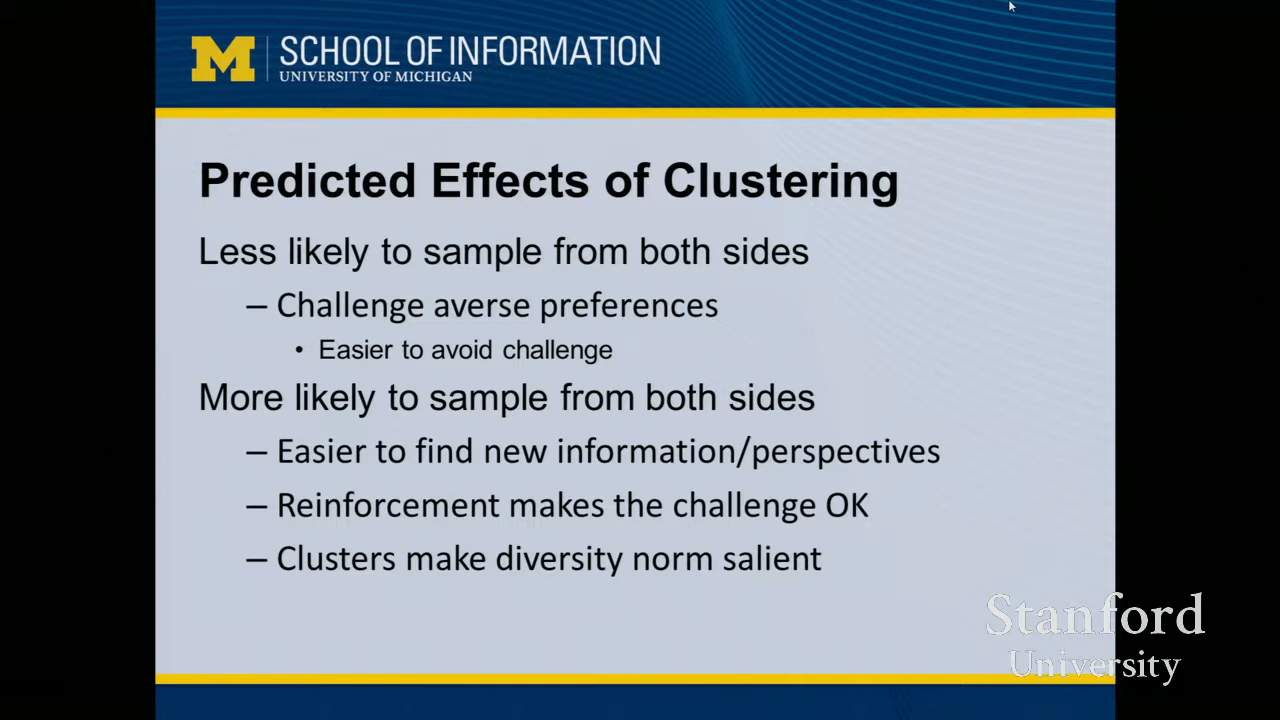 M SCHOOL OF INFORMATION
UNIVERSITY OF MICHIGAN
Predicted Effects of Clustering
Less likely to sample from both sides
– Challenge averse preferences
• Easier to avoid challenge
More likely to sample from both sides
– Easier to find new information/perspectives
– Reinforcement makes the challenge OK
– Clusters make diversity norm salient
Stanford
University